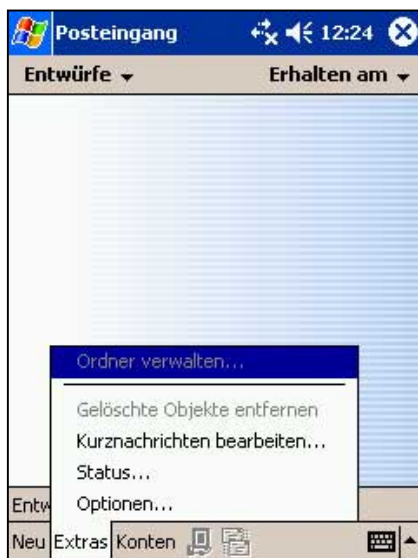 Posteingang 12:24
Entwürfe Erhalten am
Ordner verwalten...
Gelöschte Objekte entfernen
Kurznachrichten bearbeiten...
Status...
Optionen...
Entw
Neu Extras Konten